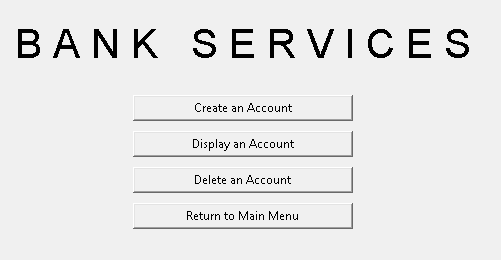 BANK SERVICES
Create an Account
Display an Account
Delete an Account
Return to Main Menu